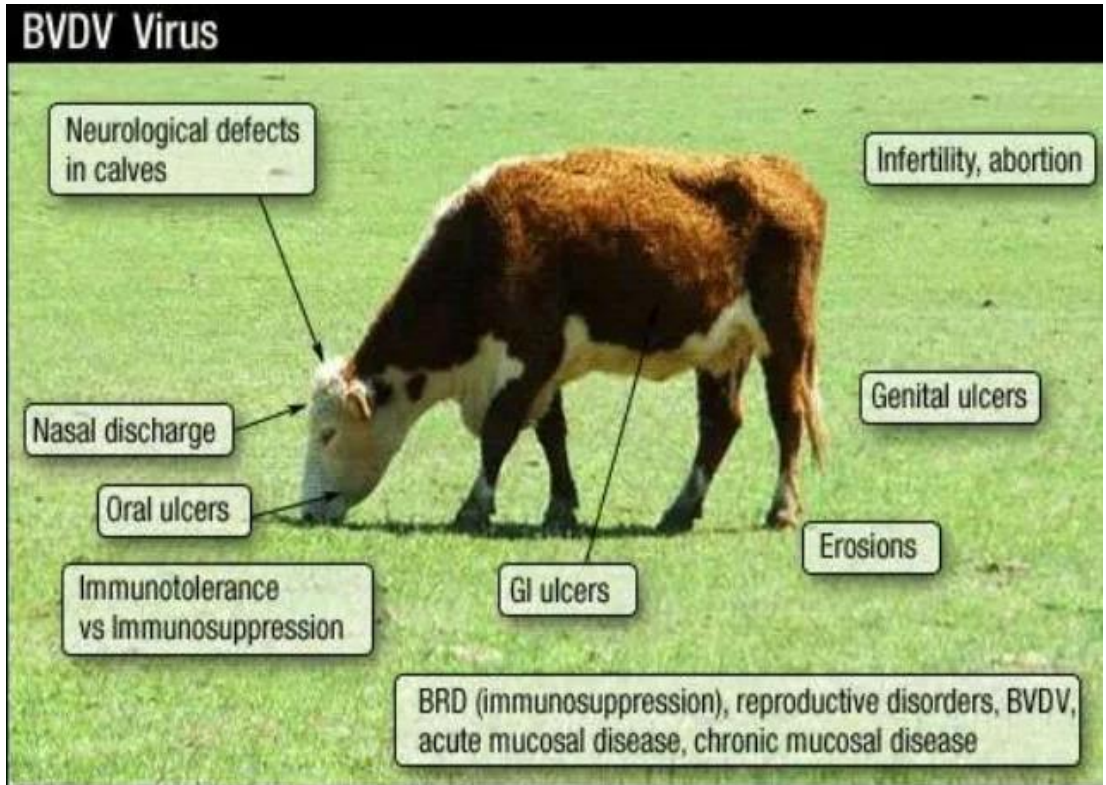 BVDV Virus
Neurological defects
in calves
Infertility, abortion
Nasal discharge
Genital ulcers
Oral ulcers
Erosions
Immunotolerance
vs Immunosuppression
GI ulcers
BRD (immunosuppression), reproductive disorders, BVDV,
acute mucosal disease, chronic mucosal disease